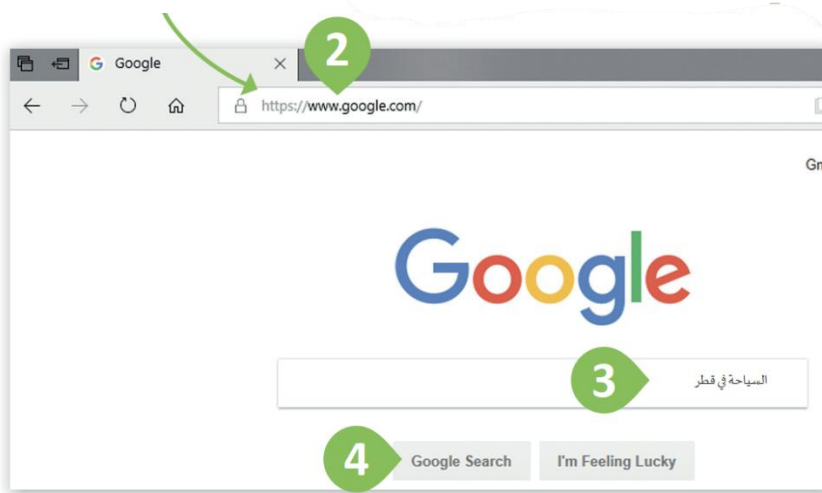 2
Google
https://www.google.com/
Google
السياحة في قطر
3
4
Google Search
I'm Feeling Lucky